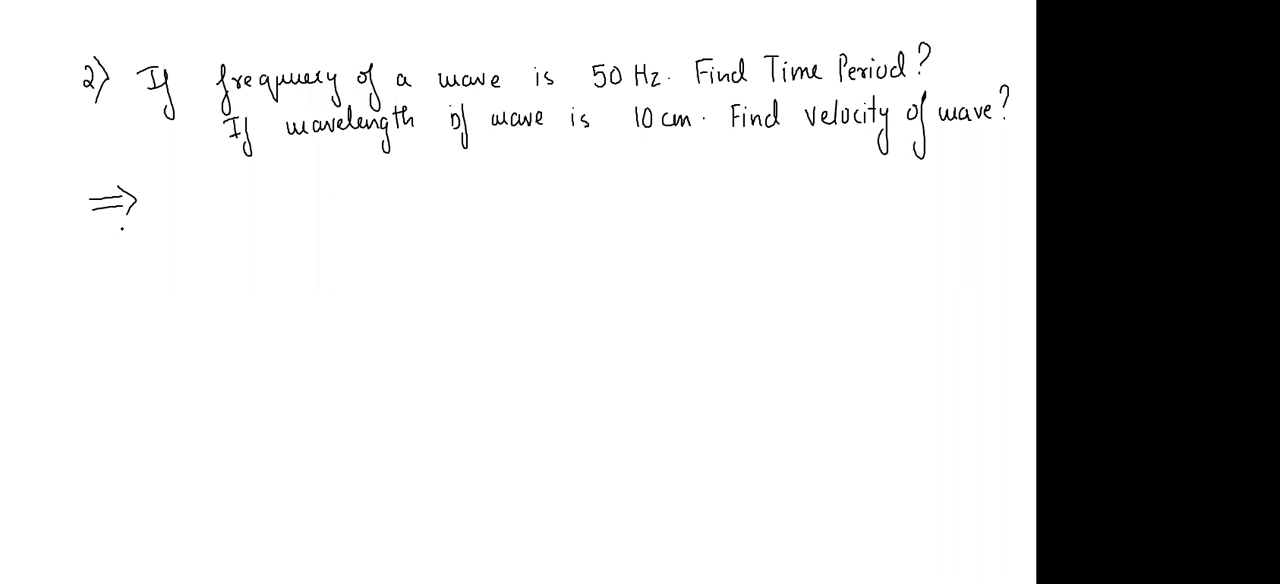 2) If frequency of a wave is 50 Hz. Find Time Period?
If wavelength of wave is 10 cm. Find velocity of wave?
⇒